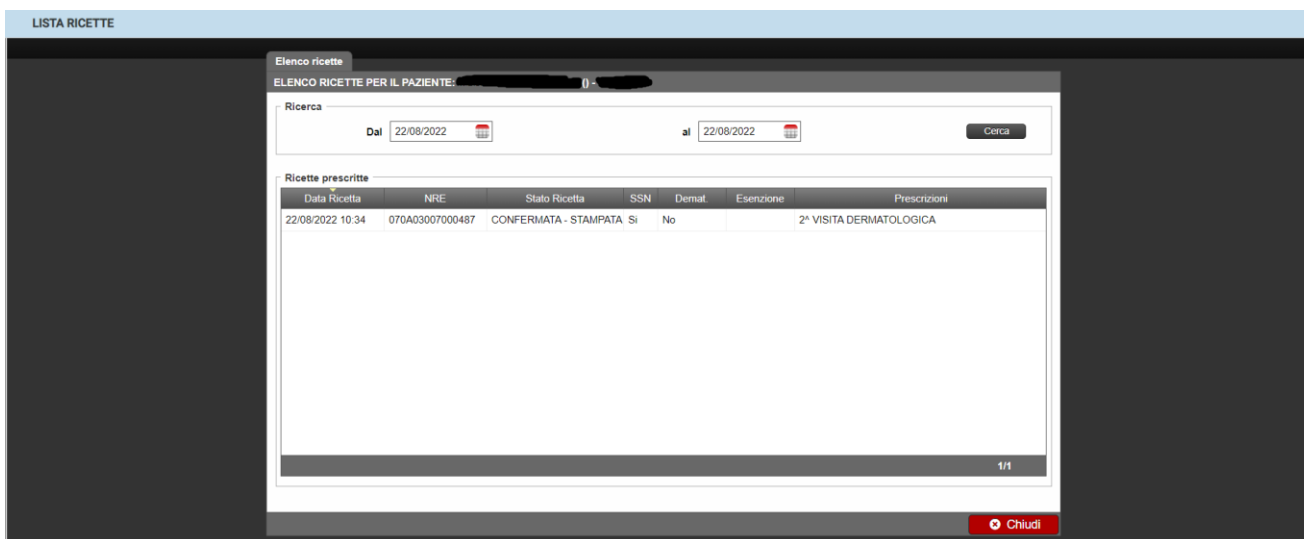 LISTA RICETTE
Elenco ricette
ELENCO RICETTE PER IL PAZIENTE: () -
Ricerca
Dal 22/08/2022 al 22/08/2022 Cerca
Ricette prescritte
Data Ricetta NRE Stato Ricetta SSN Demat. Esenzione Prescrizioni
22/08/2022 10:34 070A03007000487 CONFERMATA - STAMPATA Si No 2^ VISITA DERMATOLOGICA
1/1
Chiudi